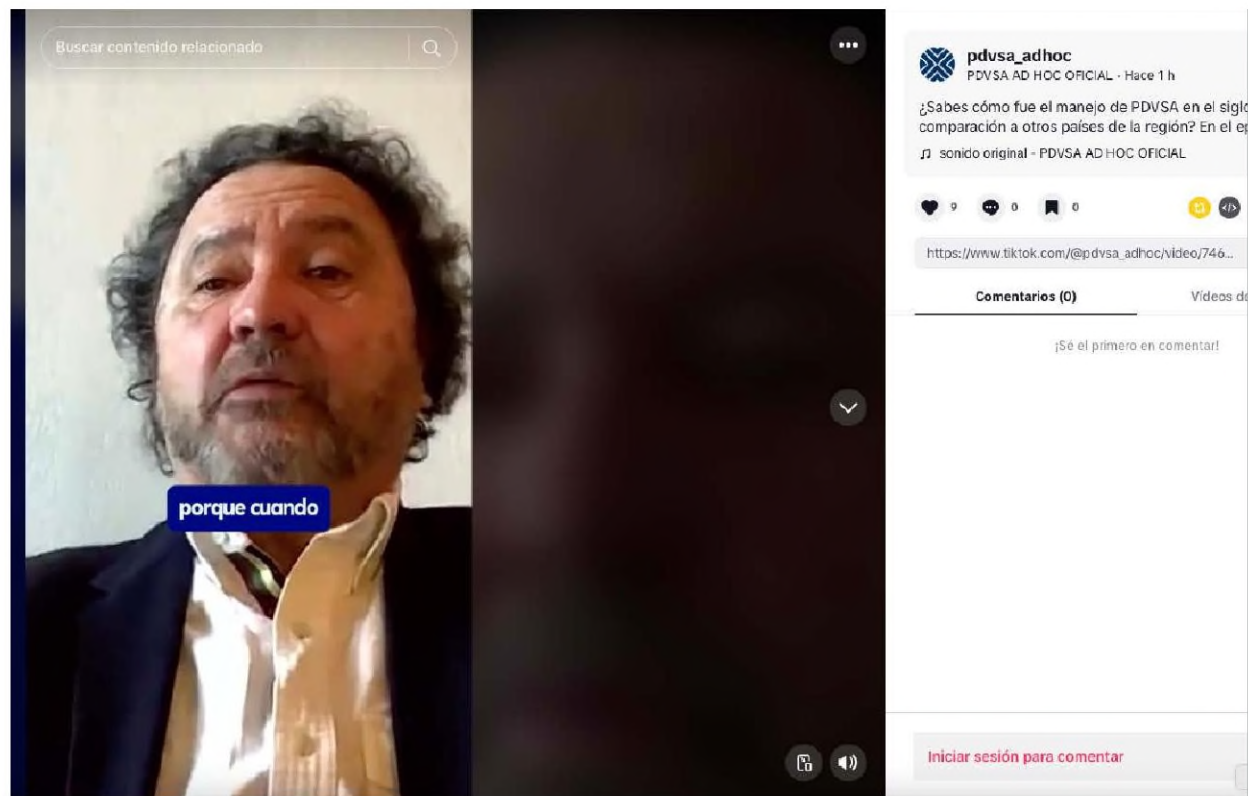 Buscar contenido relacionado
porque cuando
pdvsa_adhoc
PDVSA AD HOC OFICIAL · Hace 1 h
¿Sabes cómo fue el manejo de PDVSA en el siglo
comparación a otros países de la región? En el ep
sonido original - PDVSA AD HOC OFICIAL
9 0 0
https://www.tiktok.com/@pdvsa_adhoc/video/746...
Comentarios (0) Vídeos de
¡Sé el primero en comentar!
Iniciar sesión para comentar